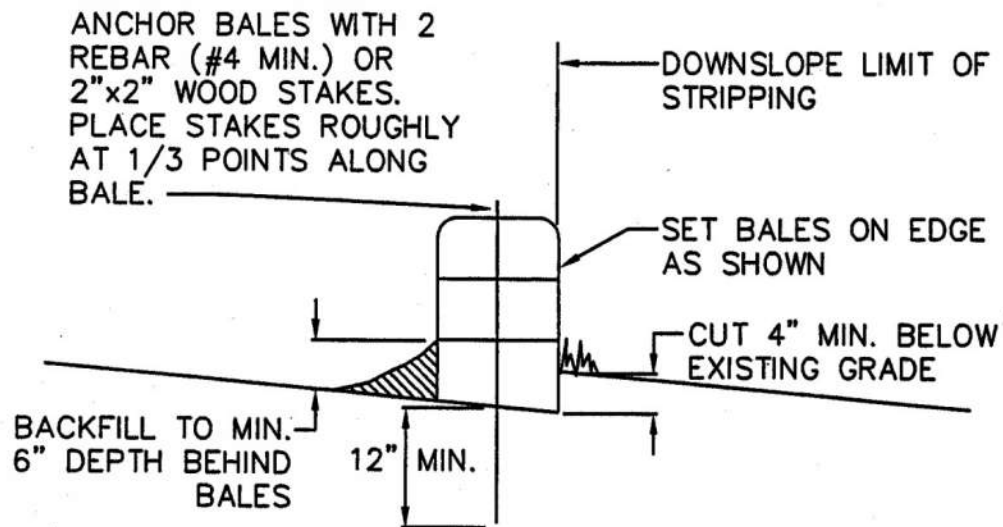 ANCHOR BALES WITH 2
REBAR (#4 MIN.) OR
2"x2" WOOD STAKES.
PLACE STAKES ROUGHLY
AT 1/3 POINTS ALONG
BALE.
DOWNSLOPE LIMIT OF
STRIPPING
SET BALES ON EDGE
AS SHOWN
CUT 4" MIN. BELOW
EXISTING GRADE
BACKFILL TO MIN.
6" DEPTH BEHIND
BALES
12" MIN.